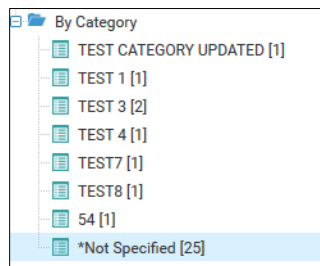 By Category
TEST CATEGORY UPDATED [1]
TEST 1 [1]
TEST 3 [2]
TEST 4 [1]
TEST7 [1]
TEST8 [1]
54 [1]
*Not Specified [25]